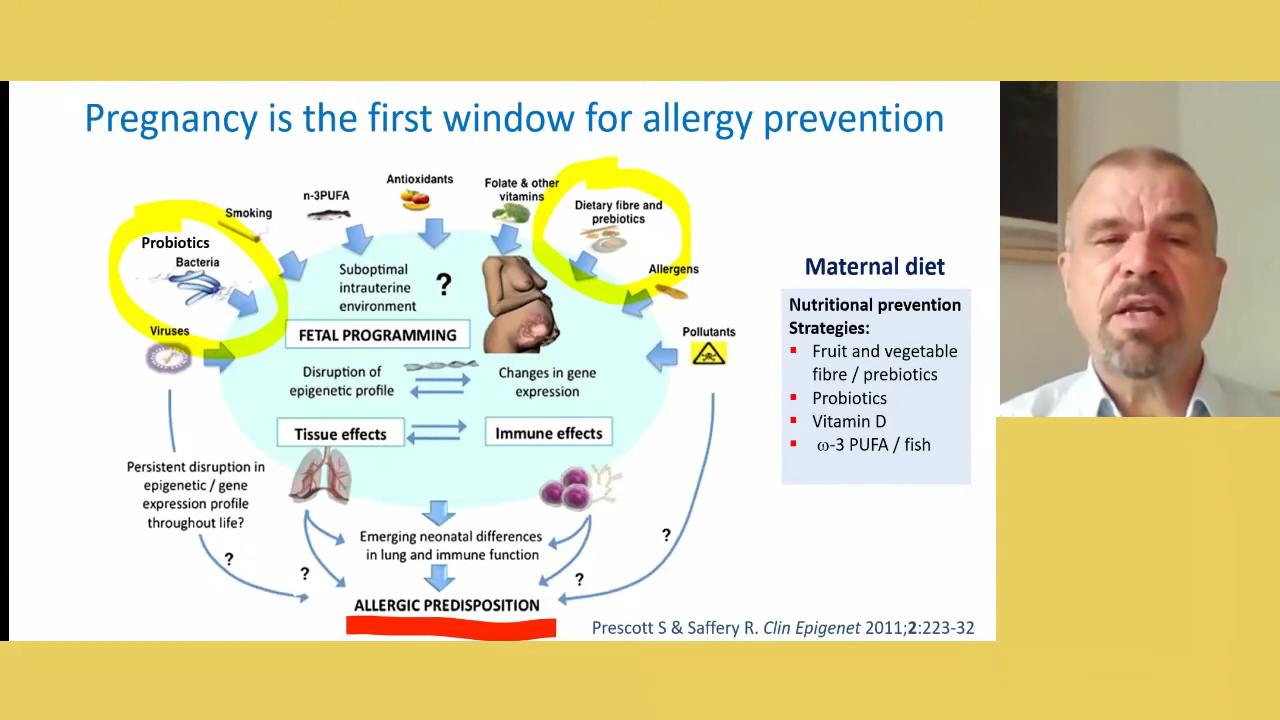 Pregnancy is the first window for allergy prevention
Antioxidants
n-3PUFA
Folate & other
vitamins
Dietary fibre and
prebiotics
Smoking
Probiotics
Bacteria
Allergens
Viruses
Pollutants
Suboptimal
intrauterine
environment
?
FETAL PROGRAMMING
Disruption of
epigenetic profile
Changes in gene
expression
Tissue effects
Immune effects
Persistent disruption in
epigenetic / gene
expression profile
throughout life?
Emerging neonatal differences
in lung and immune function
?
?
?
?
ALLERGIC PREDISPOSITION
Maternal diet
Nutritional prevention
Strategies:
▪ Fruit and vegetable
fibre / prebiotics
▪ Probiotics
▪ Vitamin D
▪ ω-3 PUFA / fish
Prescott S & Saffery R. Clin Epigenet 2011;2:223-32